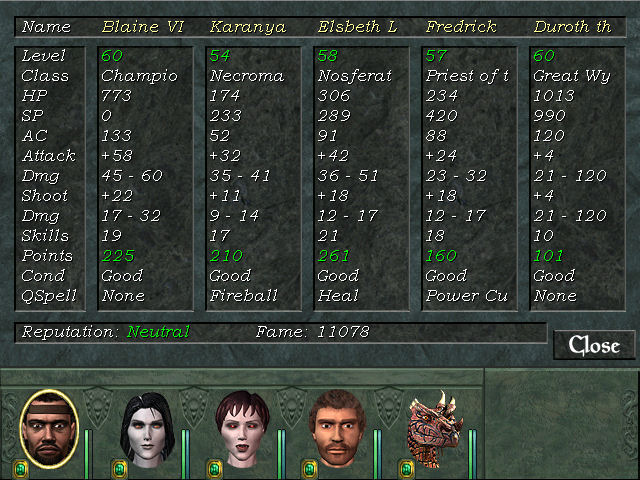 Name Blaine VI Karanya Elsbeth L Fredrick Duroth th
Level 60 54 58 57 60
Class Champio Necroma Nosferat Priest of t Great Wy
HP 773 174 306 234 1013
SP 0 233 289 420 990
AC 133 52 91 88 120
Attack +58 +32 +42 +24 +4
Dmg 45 - 60 35 - 41 36 - 51 23 - 32 21 - 120
Shoot +22 +11 +18 +18 +4
Dmg 17 - 32 9 - 14 12 - 17 12 - 17 21 - 120
Skills 19 17 21 18 10
Points 225 210 261 160 101
Cond Good Good Good Good Good
QSpell None Fireball Heal Power Cu None
Reputation: Neutral Fame: 11078
Close